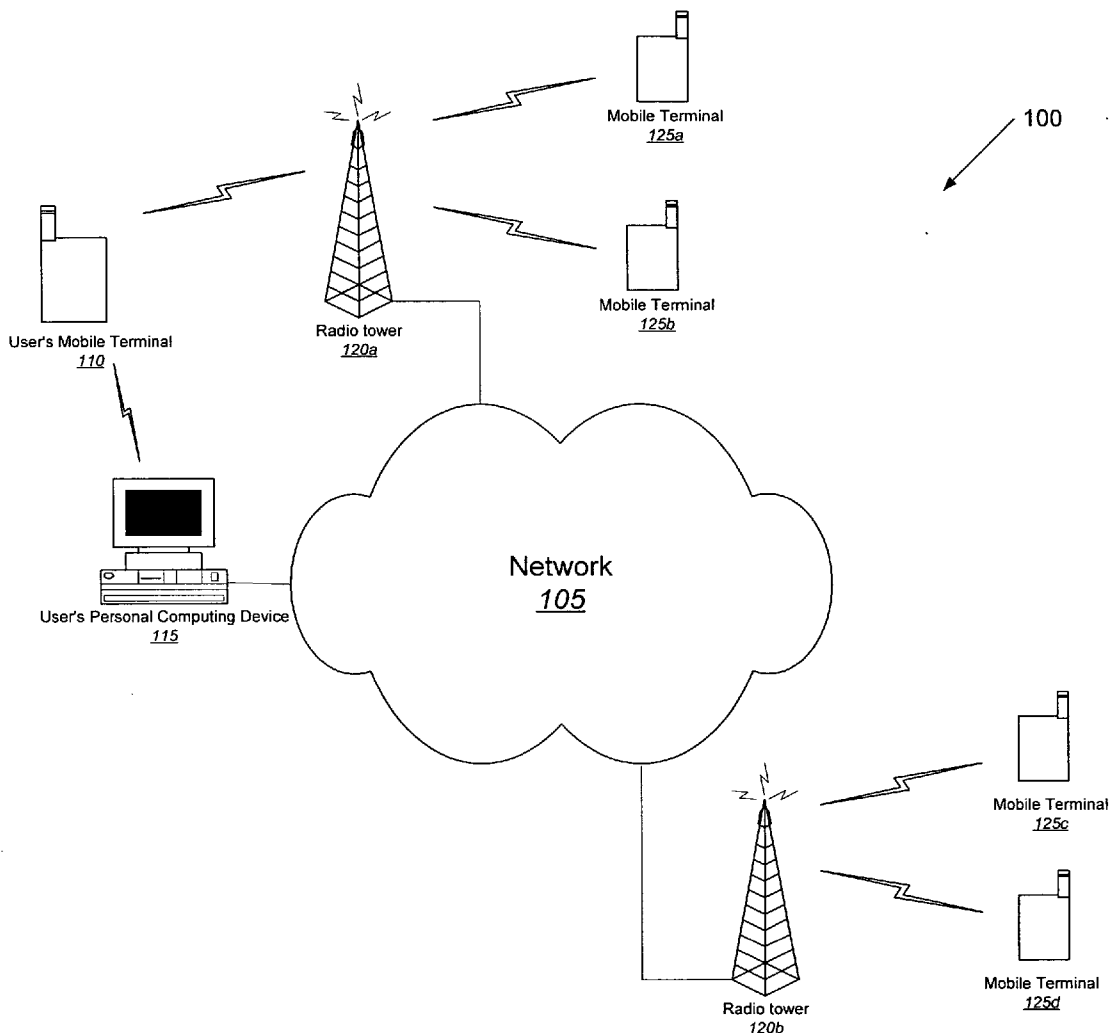 Mobile Terminal
125a
100
Mobile Terminal
125b
User's Mobile Terminal
110
Radio tower
120a
Network
105
User's Personal Computing Device
115
Mobile Terminal
125c
Mobile Terminal
125d
Radio tower
120b